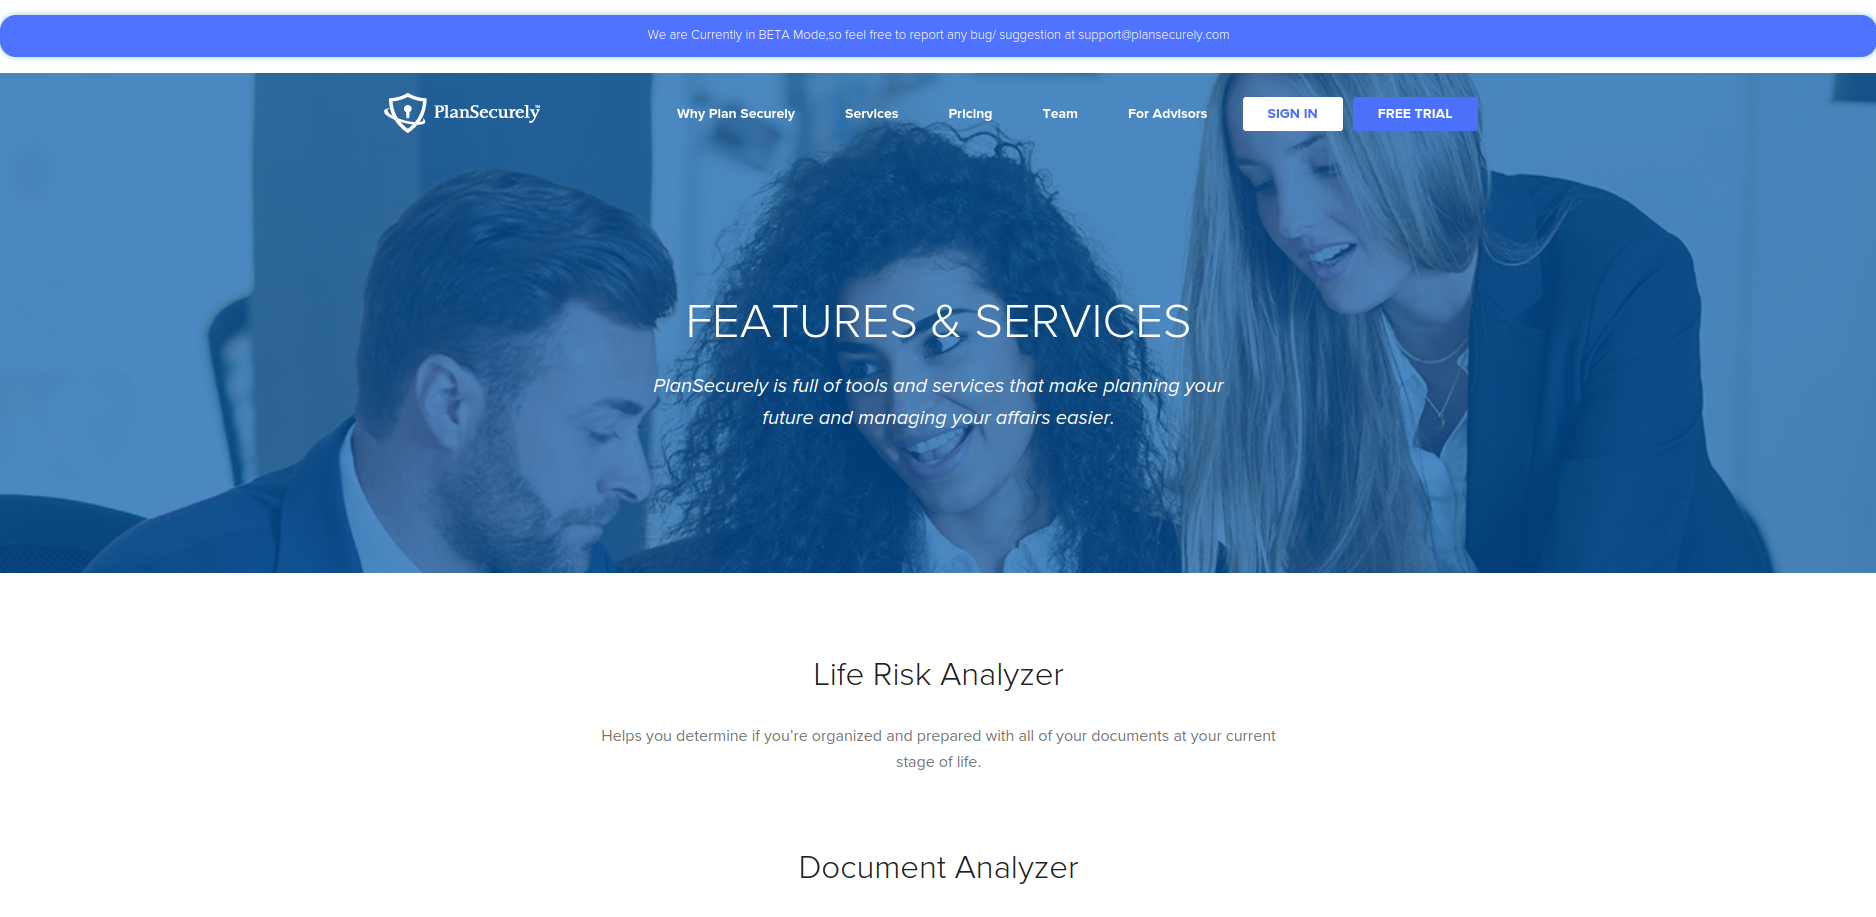 We are Currently in BETA Mode,so feel free to report any bug/ suggestion at support@plansecurely.com
PlanSecurely™ Why Plan Securely Services Pricing Team For Advisors SIGN IN FREE TRIAL
FEATURES & SERVICES
PlanSecurely is full of tools and services that make planning your
future and managing your affairs easier.
Life Risk Analyzer
Helps you determine if you’re organized and prepared with all of your documents at your current
stage of life.
Document Analyzer